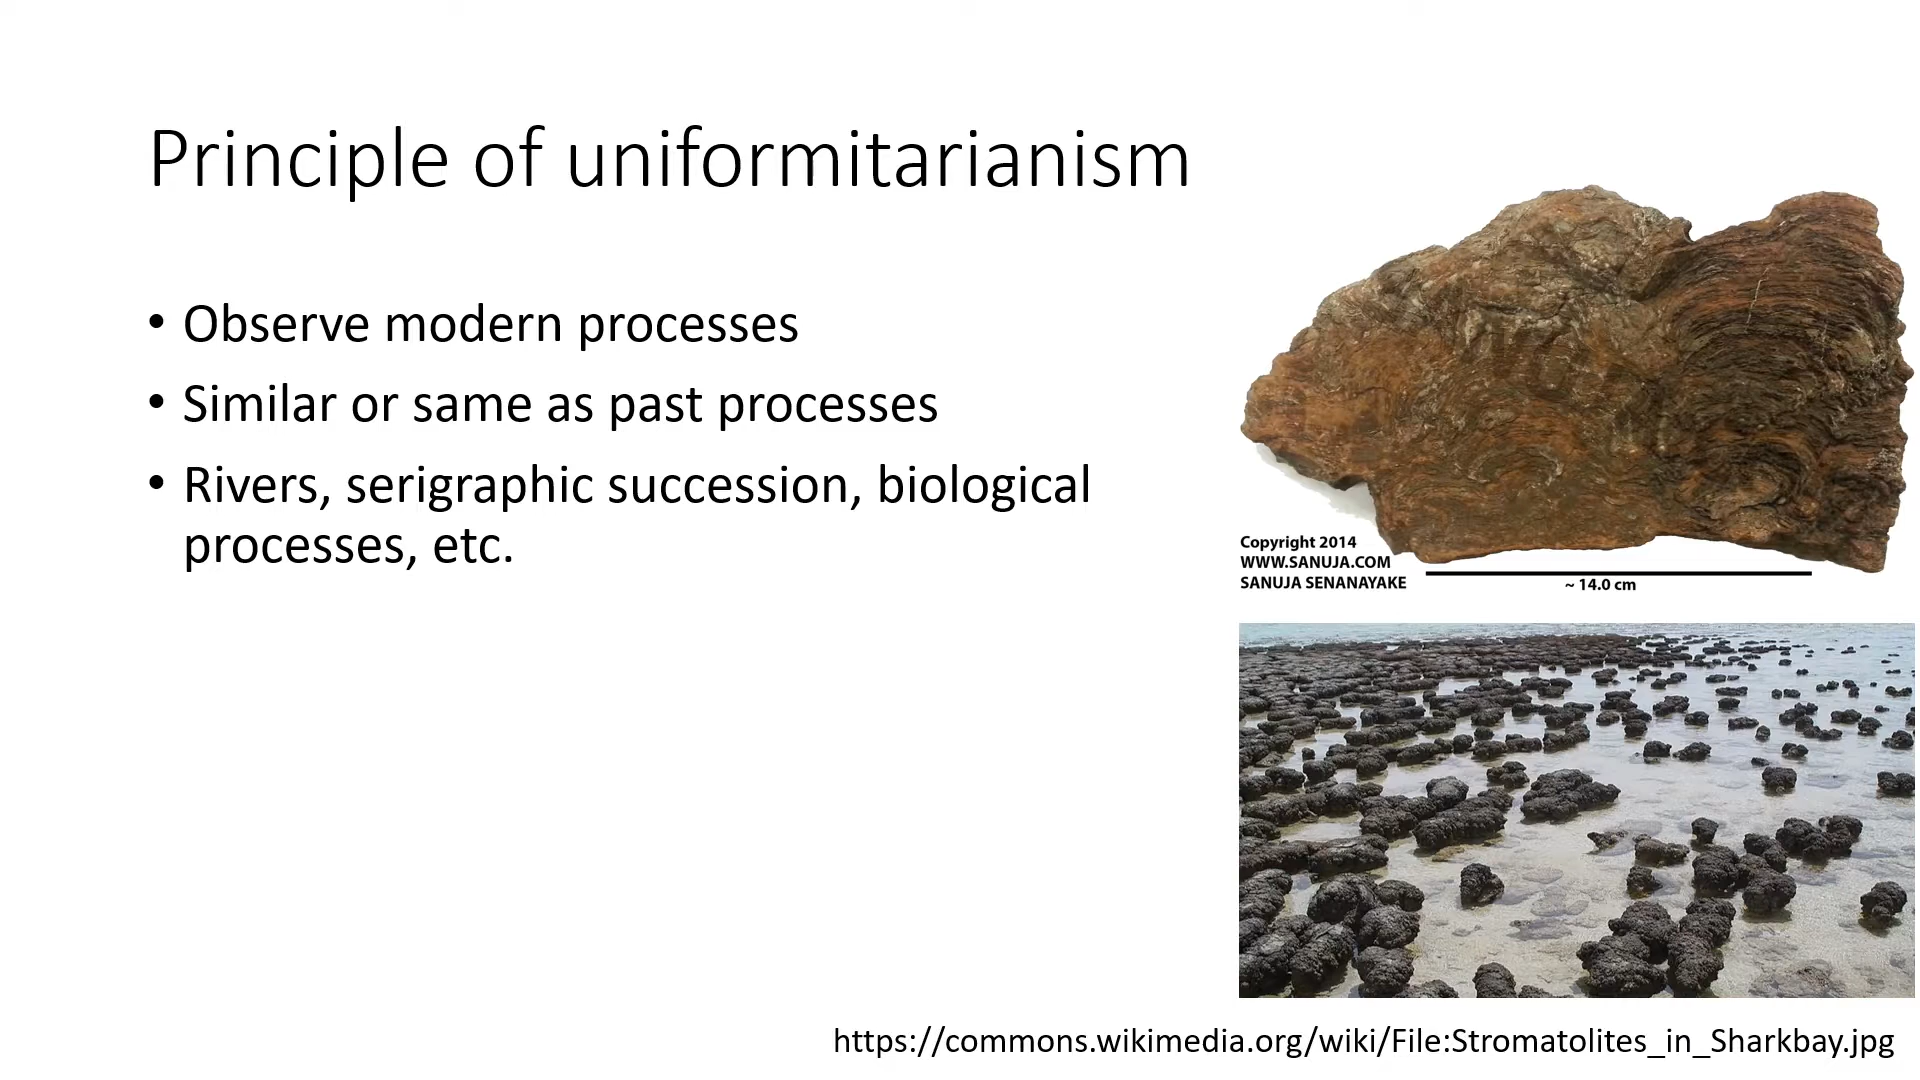 Principle of uniformitarianism
• Observe modern processes
• Similar or same as past processes
• Rivers, serigraphic succession, biological
processes, etc.
Copyright 2014
WWW.SANUJA.COM
SANUJA SENANAYAKE
~ 14.0 cm
https://commons.wikimedia.org/wiki/File:Stromatolites_in_Sharkbay.jpg